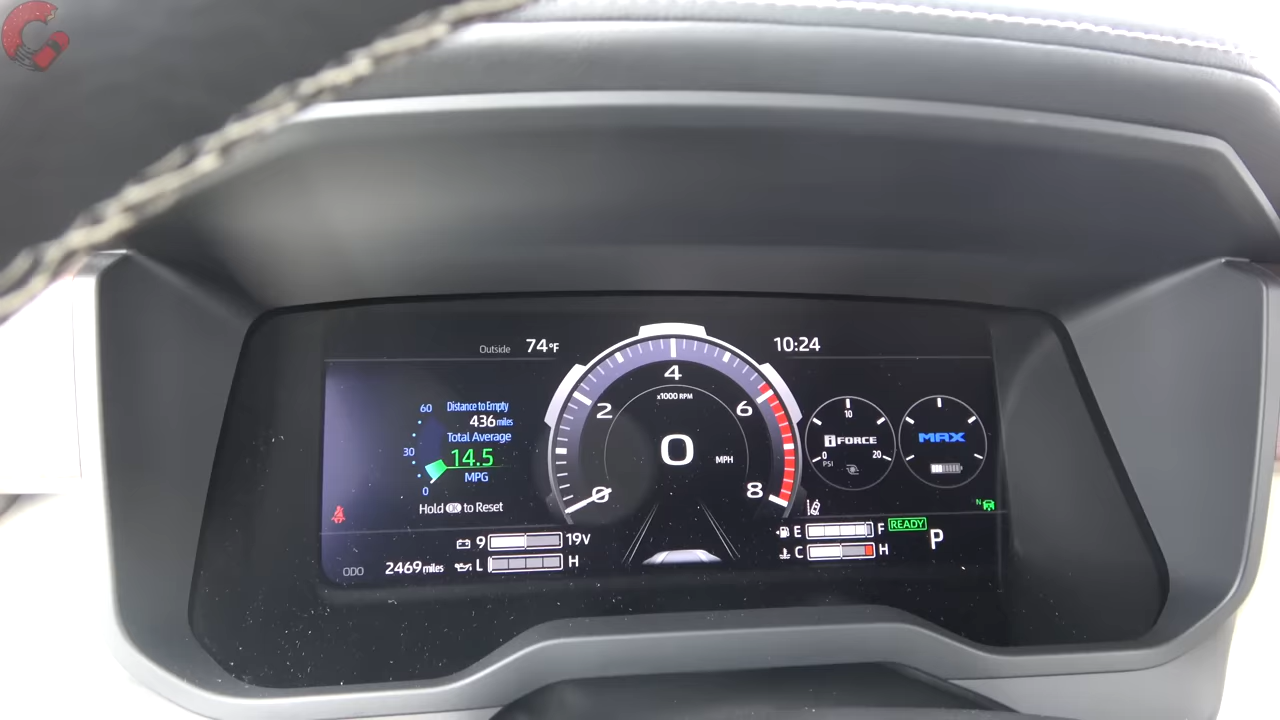 Outside 74°F
10:24
60
30
0
Distance to Empty
436 miles
Total Average
14.5
MPG
Hold OK to Reset
0
2
4
6
8
x1000 RPM
0 MPH
0
10
20
PSI
iFORCE
MAX
N
9 19V
L H
ODO 2469 miles
E F
C H
READY
P